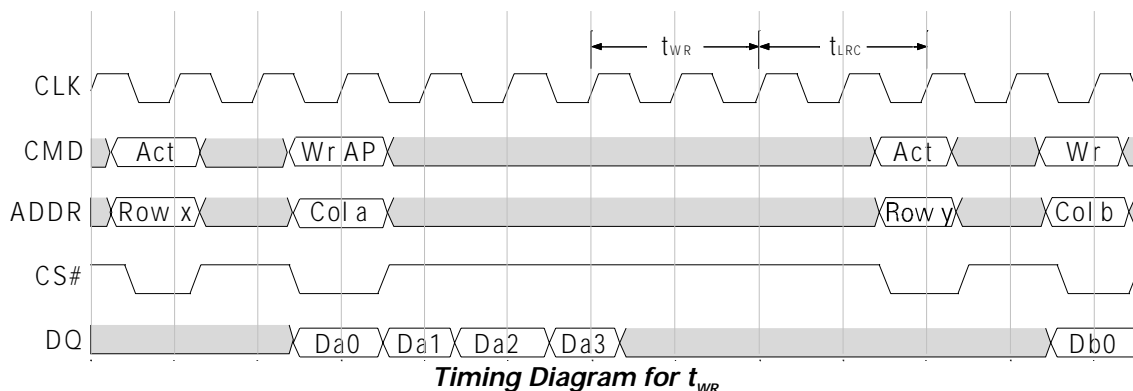 tWR tLRC
CLK
CMD Act Wr AP Act Wr
ADDR Row x Col a Row y Col b
CS#
DQ Da0 Da1 Da2 Da3 Db0
Timing Diagram for tWR